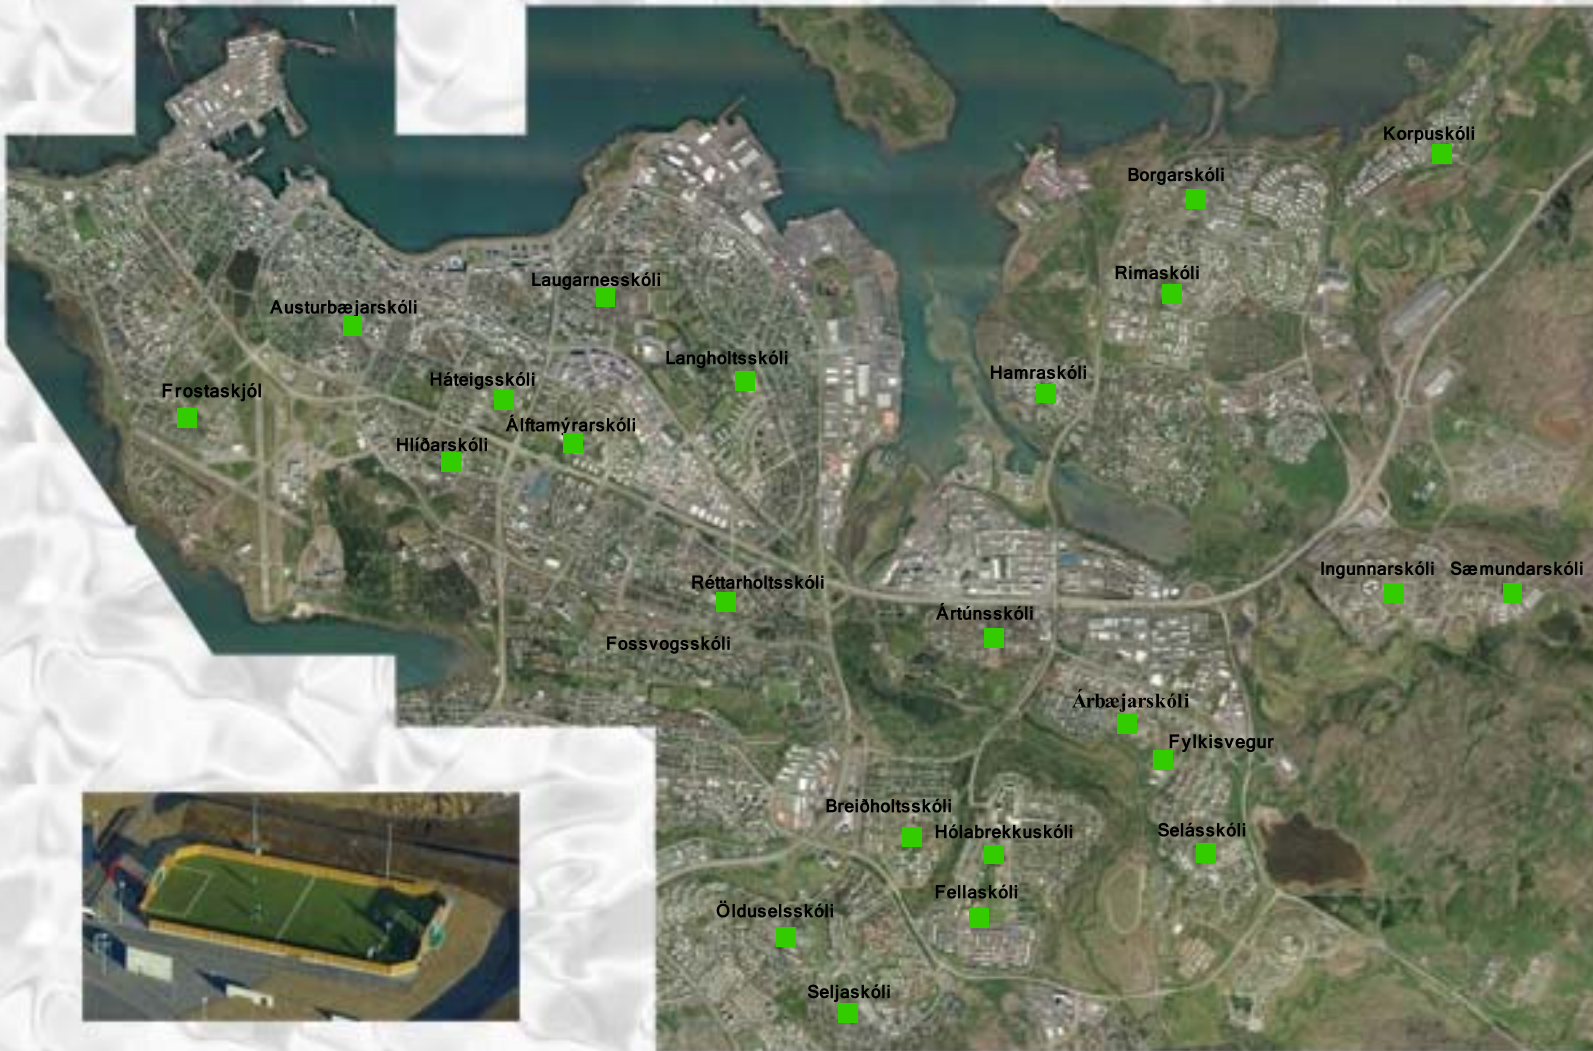 Korpuskóli
Borgarskóli
Rimaskóli
Laugarnesskóli
Austurbæjarskóli
Langholtsskóli
Hamraskóli
Háteigsskóli
Frostaskjól
Álftamýrarskóli
Hlíðarskóli
Ingunnarskóli
Sæmundarskóli
Réttarholtsskóli
Ártúnsskóli
Fossvogsskóli
Árbæjarskóli
Fylkisvegur
Breiðholtsskóli
Hólabrekkuskóli
Selásskóli
Fellaskóli
Ölduselsskóli
Seljaskóli